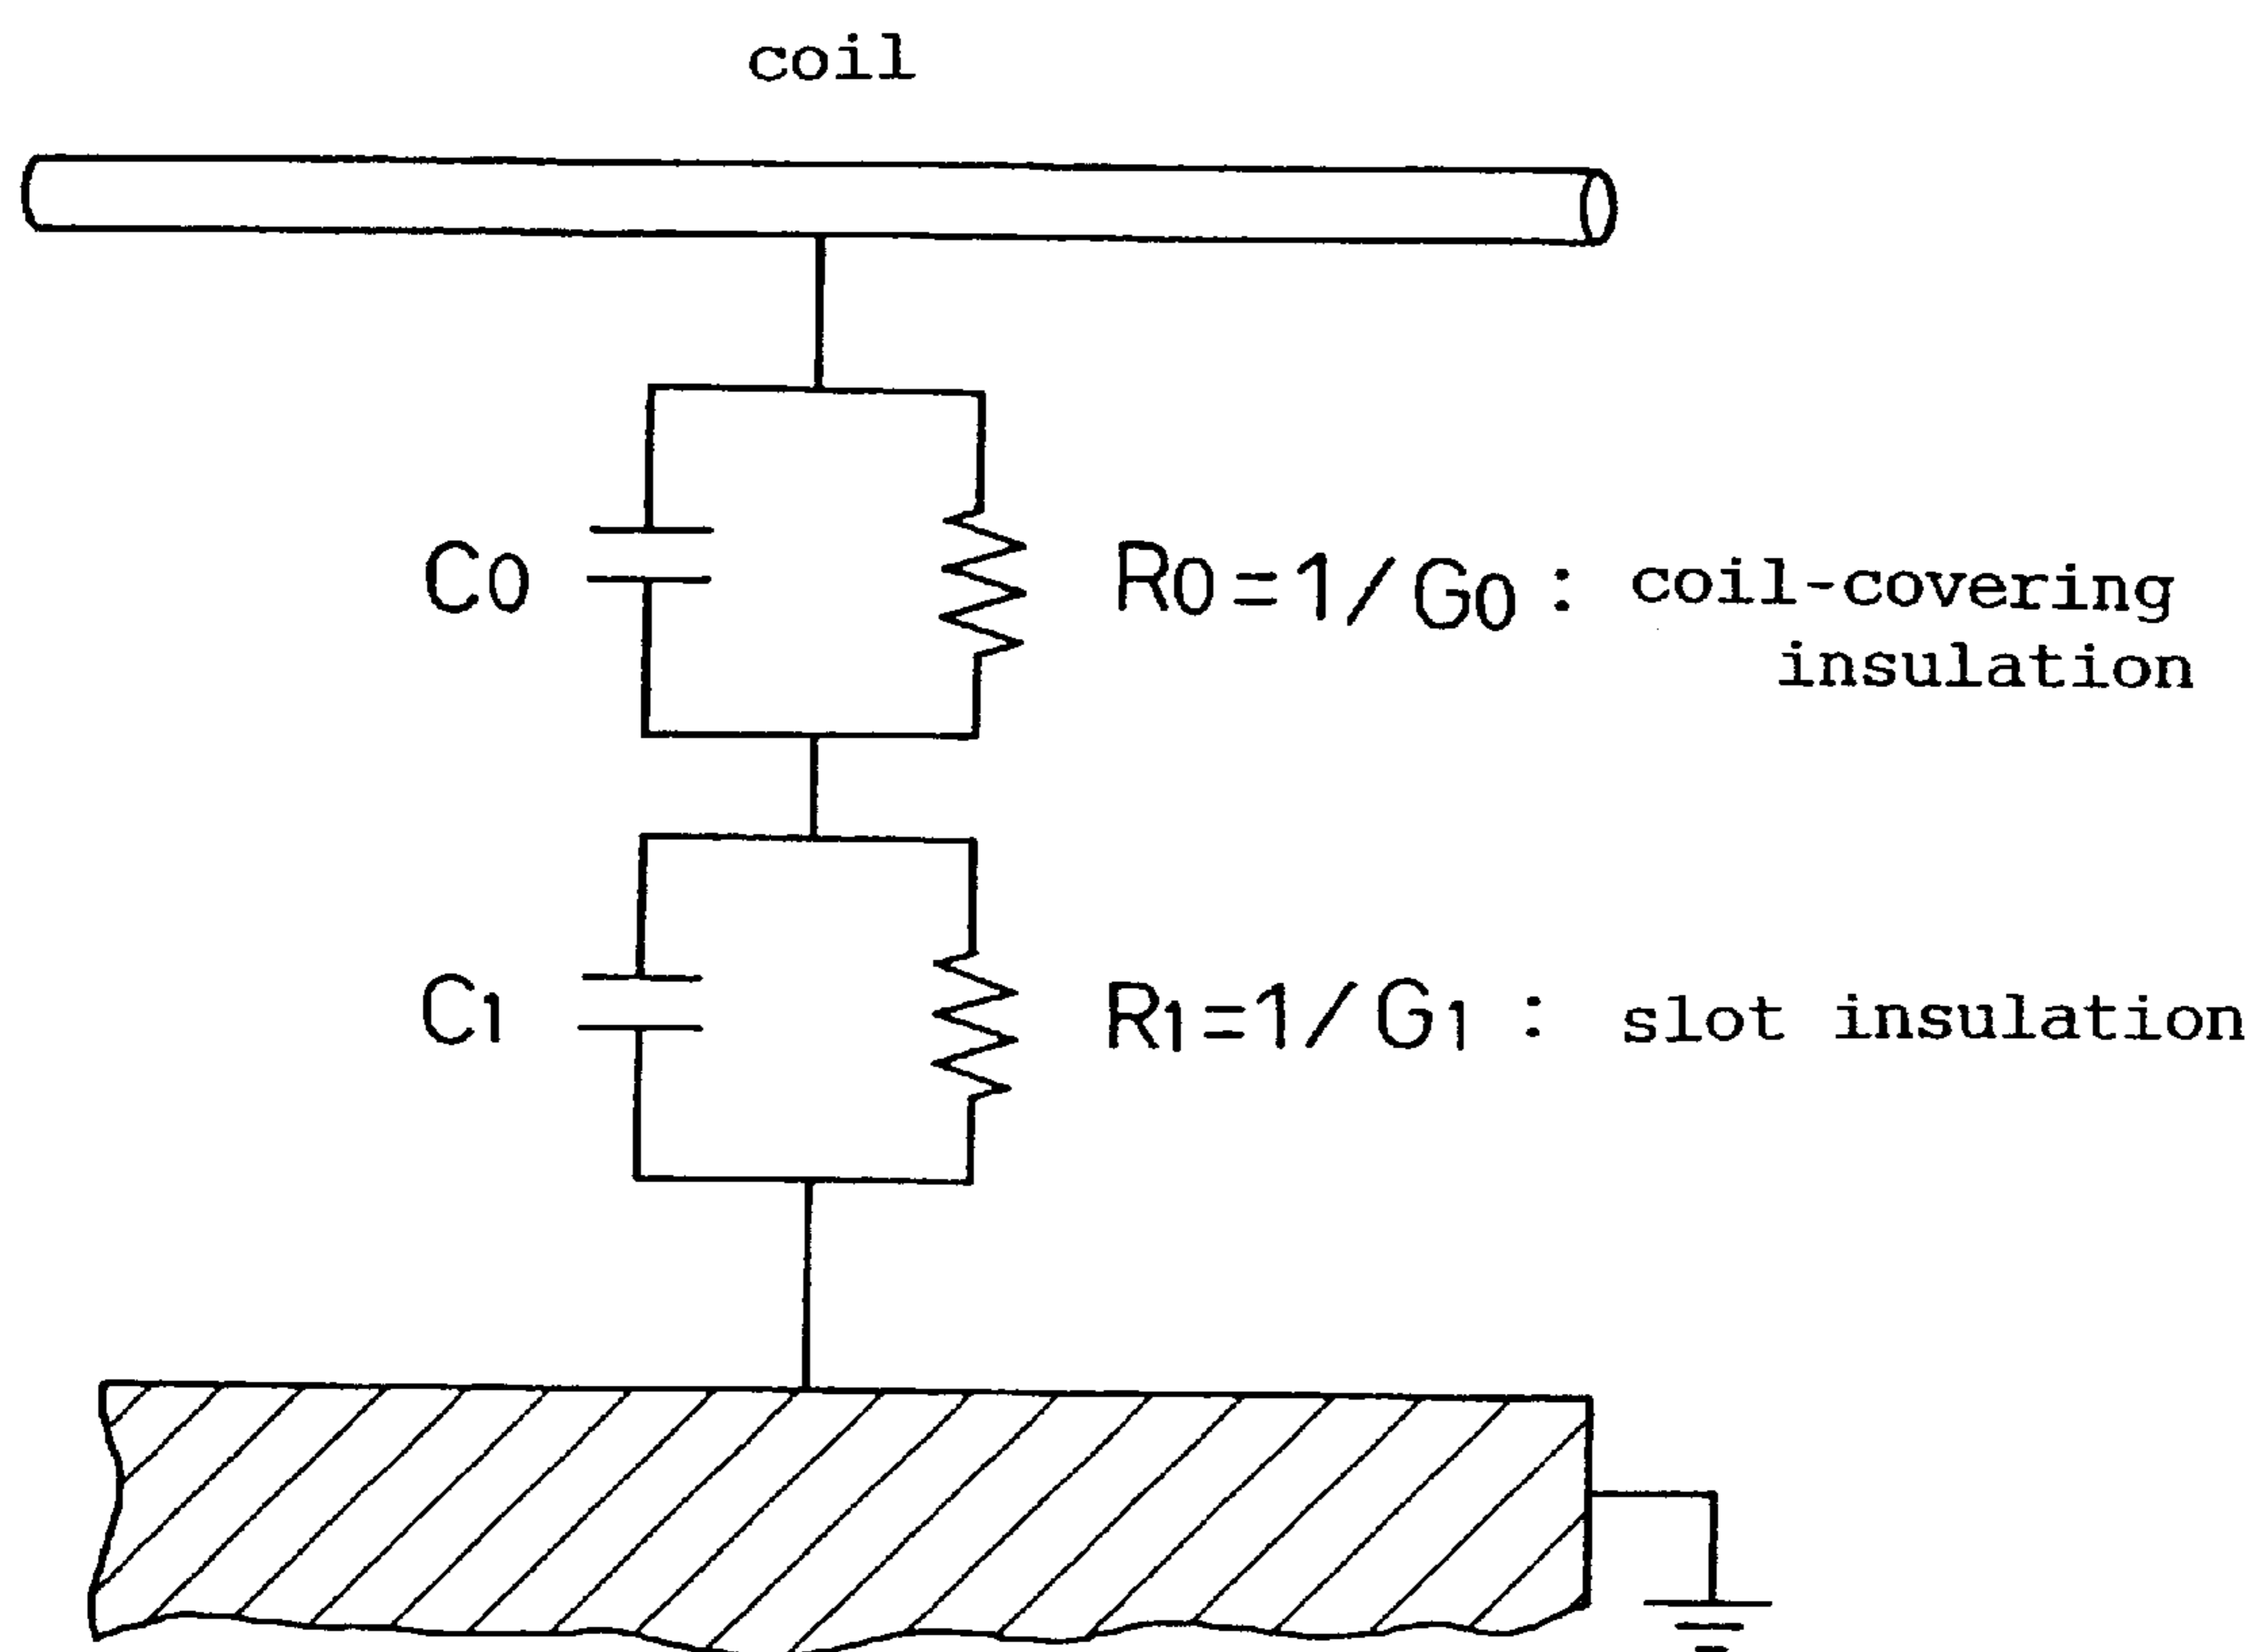 coil
C0
R0=1/G0 : coil-covering
insulation
C1
R1=1/G1 : slot insulation